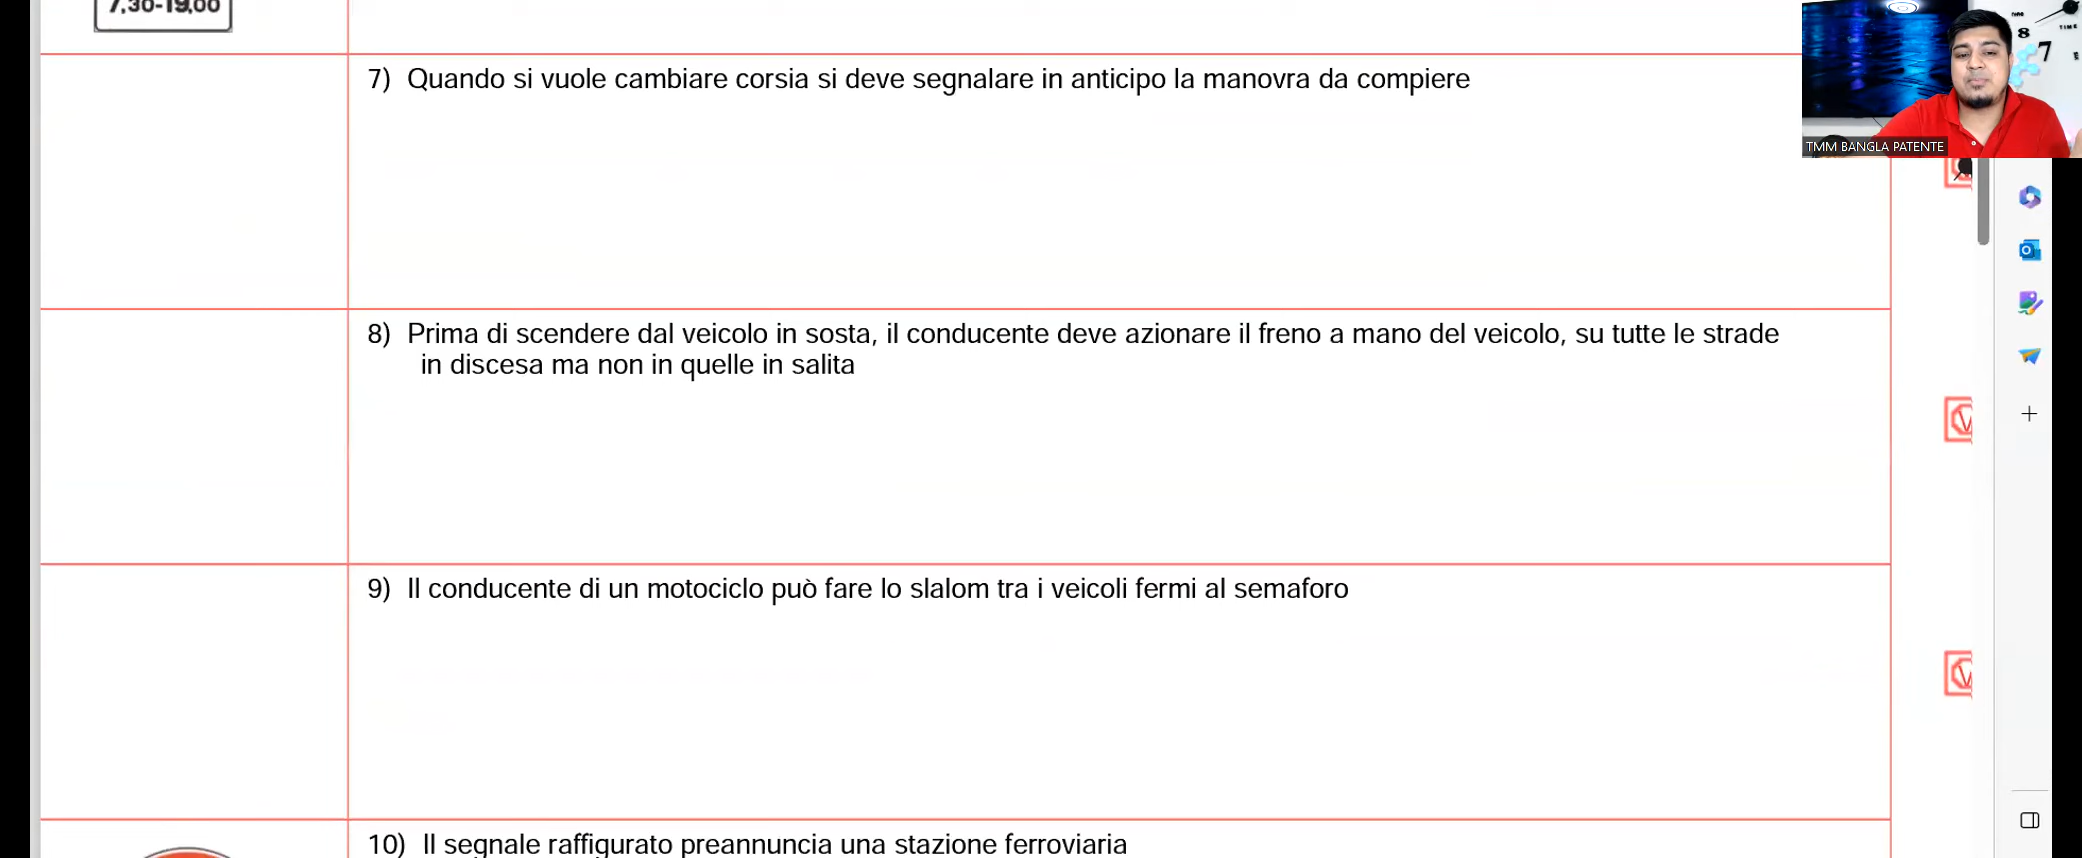 7,30-19,00
7) Quando si vuole cambiare corsia si deve segnalare in anticipo la manovra da compiere
8) Prima di scendere dal veicolo in sosta, il conducente deve azionare il freno a mano del veicolo, su tutte le strade
in discesa ma non in quelle in salita
9) Il conducente di un motociclo può fare lo slalom tra i veicoli fermi al semaforo
10) Il segnale raffigurato preannuncia una stazione ferroviaria
8
7
TIME
TMM BANGLA PATENTE
V
V